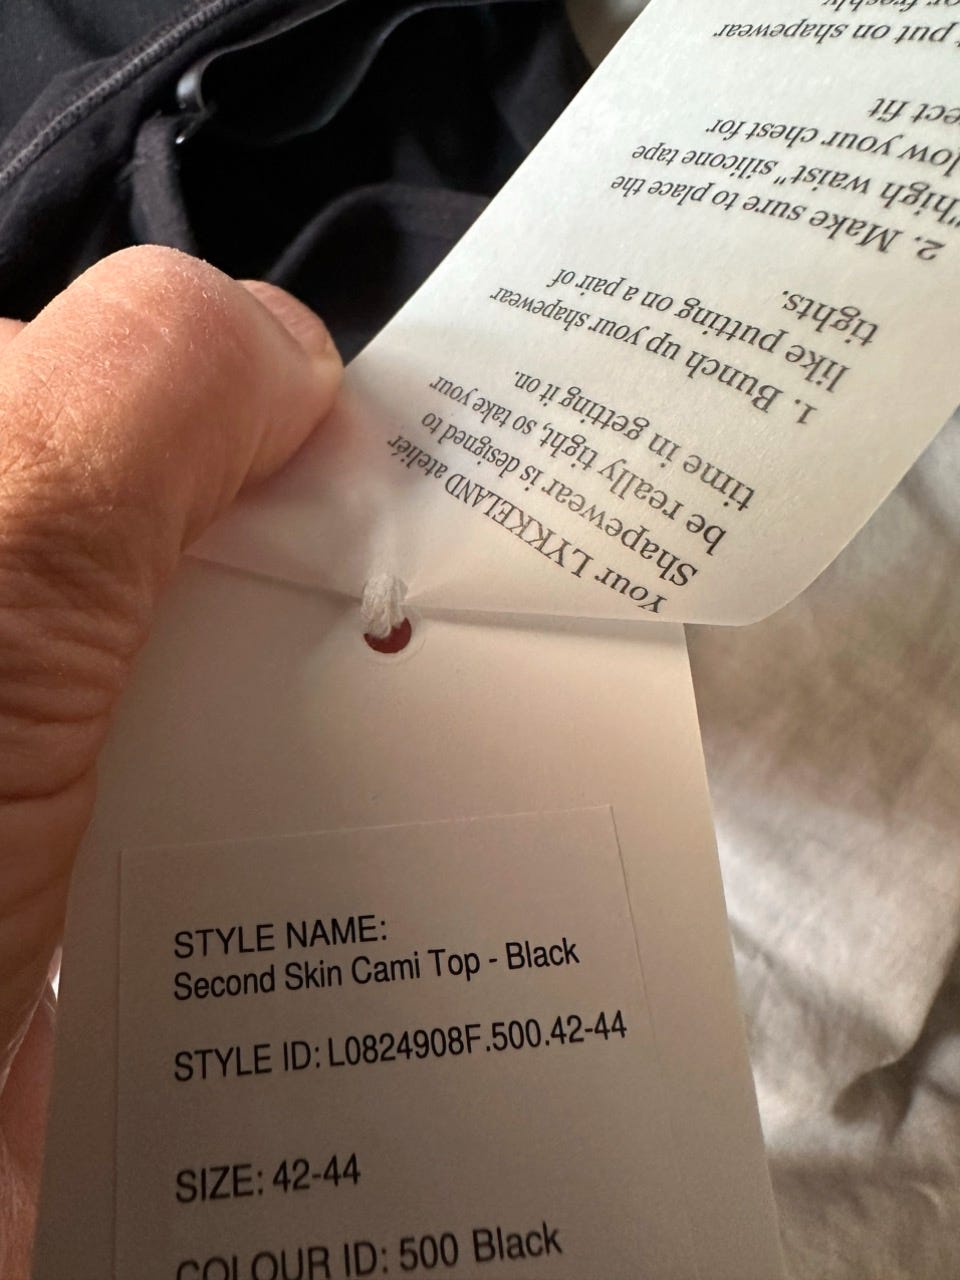 Your LYKKELAND ateliér
Shapewear is designed to
be really tight, so take your
time in getting it on.
1. Bunch up your shapewear
like putting on a pair of
tights.
2. Make sure to place the
"high waist" silicone tape
low your chest for
ect fit
put on shapewear
STYLE NAME:
Second Skin Cami Top - Black
STYLE ID: L0824908F.500.42-44
SIZE: 42-44
COLOUR ID: 500 Black